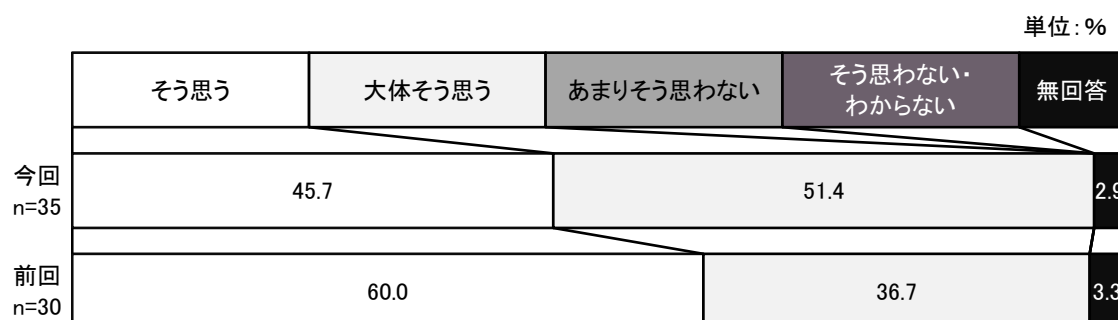 単位:%
そう思う
大体そう思う
あまりそう思わない
そう思わない・
わからない
無回答
今回
n=35
45.7
51.4
2.9
前回
n=30
60.0
36.7
3.3